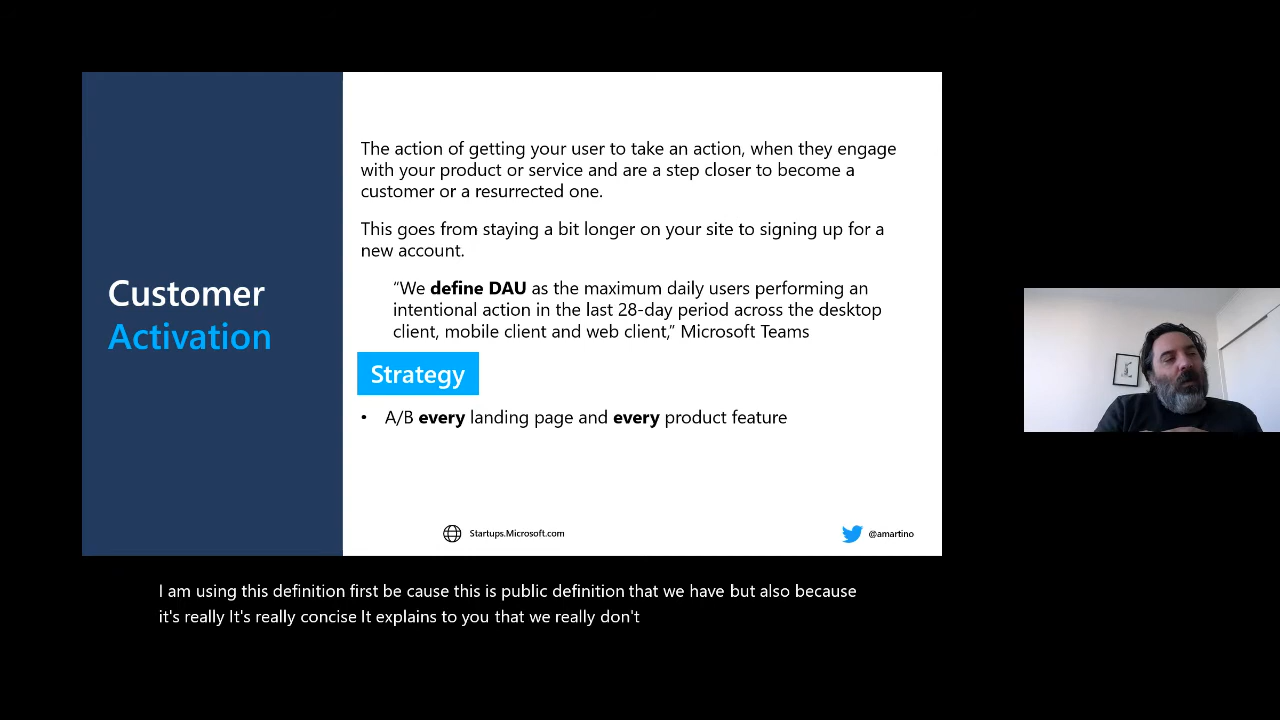 Customer
Activation
The action of getting your user to take an action, when they engage
with your product or service and are a step closer to become a
customer or a resurrected one.
This goes from staying a bit longer on your site to signing up for a
new account.
“We define DAU as the maximum daily users performing an
intentional action in the last 28-day period across the desktop
client, mobile client and web client,” Microsoft Teams
Strategy
• A/B every landing page and every product feature
Startups.Microsoft.com
@amartino
I am using this definition first be cause this is public definition that we have but also because
it's really It's really concise It explains to you that we really don't